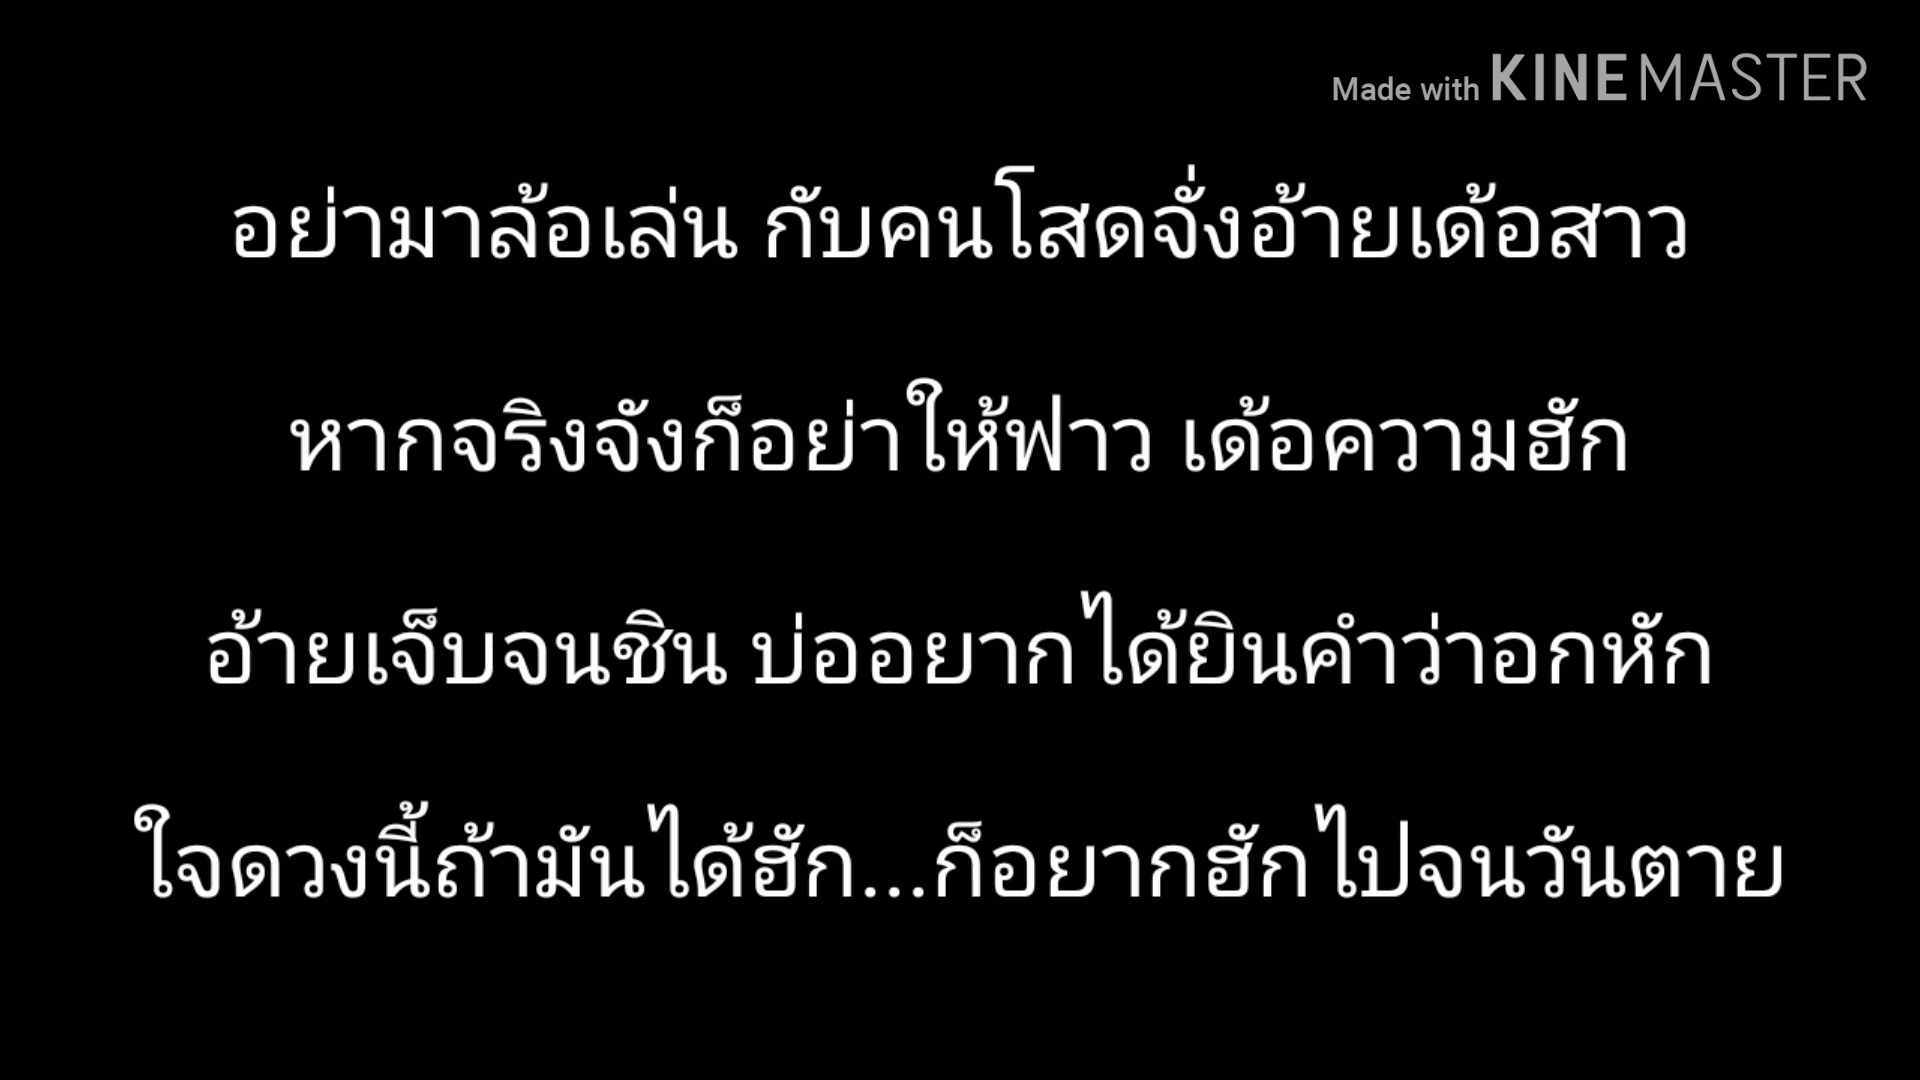 Made with KINEMASTER
อย่ามาล้อเล่น กับคนโสดจั่งอ้ายเด้อสาว
หากจริงจังก็อย่าให้ฟาว เด้อความฮัก
อ้ายเจ็บจนชิน บ่ออยากได้ยินคำว่าอกหัก
ใจดวงนี้ถ้ามันได้ฮัก...ก็อยากฮักไปจนวันตาย